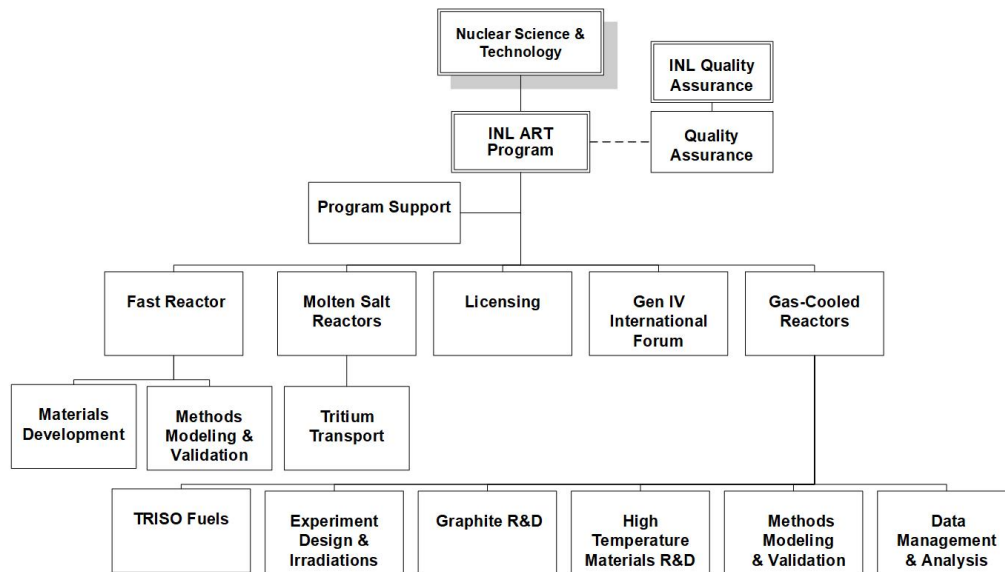 Nuclear Science &
Technology
INL Quality
Assurance
INL ART
Program
Quality
Assurance
Program Support
Fast Reactor
Molten Salt
Reactors
Licensing
Gen IV
International
Forum
Gas-Cooled
Reactors
Materials
Development
Methods
Modeling &
Validation
Tritium
Transport
TRISO Fuels
Experiment
Design &
Irradiations
Graphite R&D
High
Temperature
Materials R&D
Methods
Modeling
& Validation
Data
Management
& Analysis